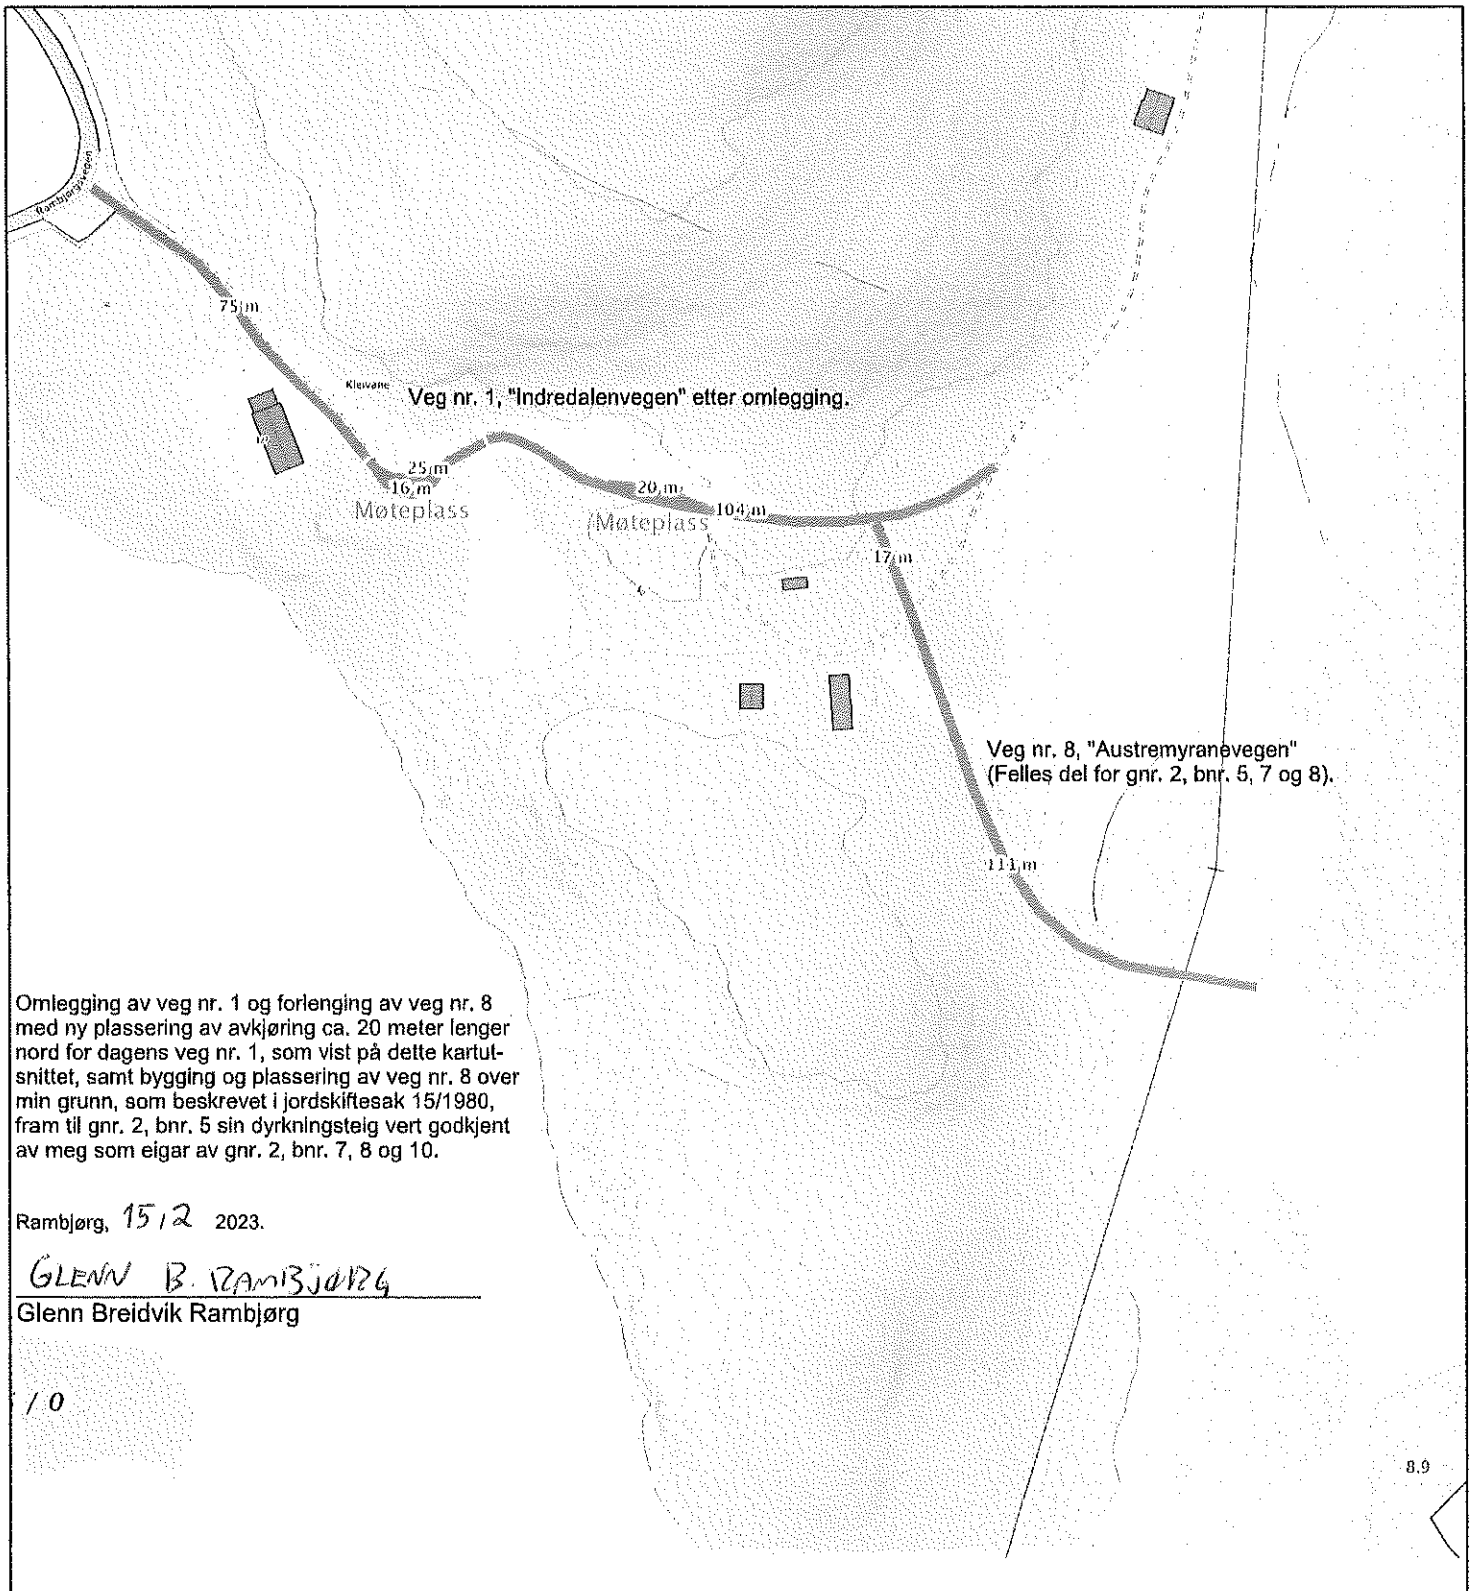 Rambjørgsvegen
75 m
Kleivane
Veg nr. 1, "Indredalenvegen" etter omlegging.
25 m
16 m
Møteplass
20 m
Møteplass
104 m
17 m
Veg nr. 8, "Austremyranevegen"
(Felles del for gnr. 2, bnr. 5, 7 og 8).
111 m
Omlegging av veg nr. 1 og forlenging av veg nr. 8
med ny plassering av avkjøring ca. 20 meter lenger
nord for dagens veg nr. 1, som vist på dette kartut-
snittet, samt bygging og plassering av veg nr. 8 over
min grunn, som beskrevet i jordskiftesak 15/1980,
fram til gnr. 2, bnr. 5 sin dyrkningsteig vert godkjent
av meg som eigar av gnr. 2, bnr. 7, 8 og 10.
Rambjørg, 15/2 2023.
GLENN B. RAMBJØRG
Glenn Breidvik Rambjørg
/ 0
8,9